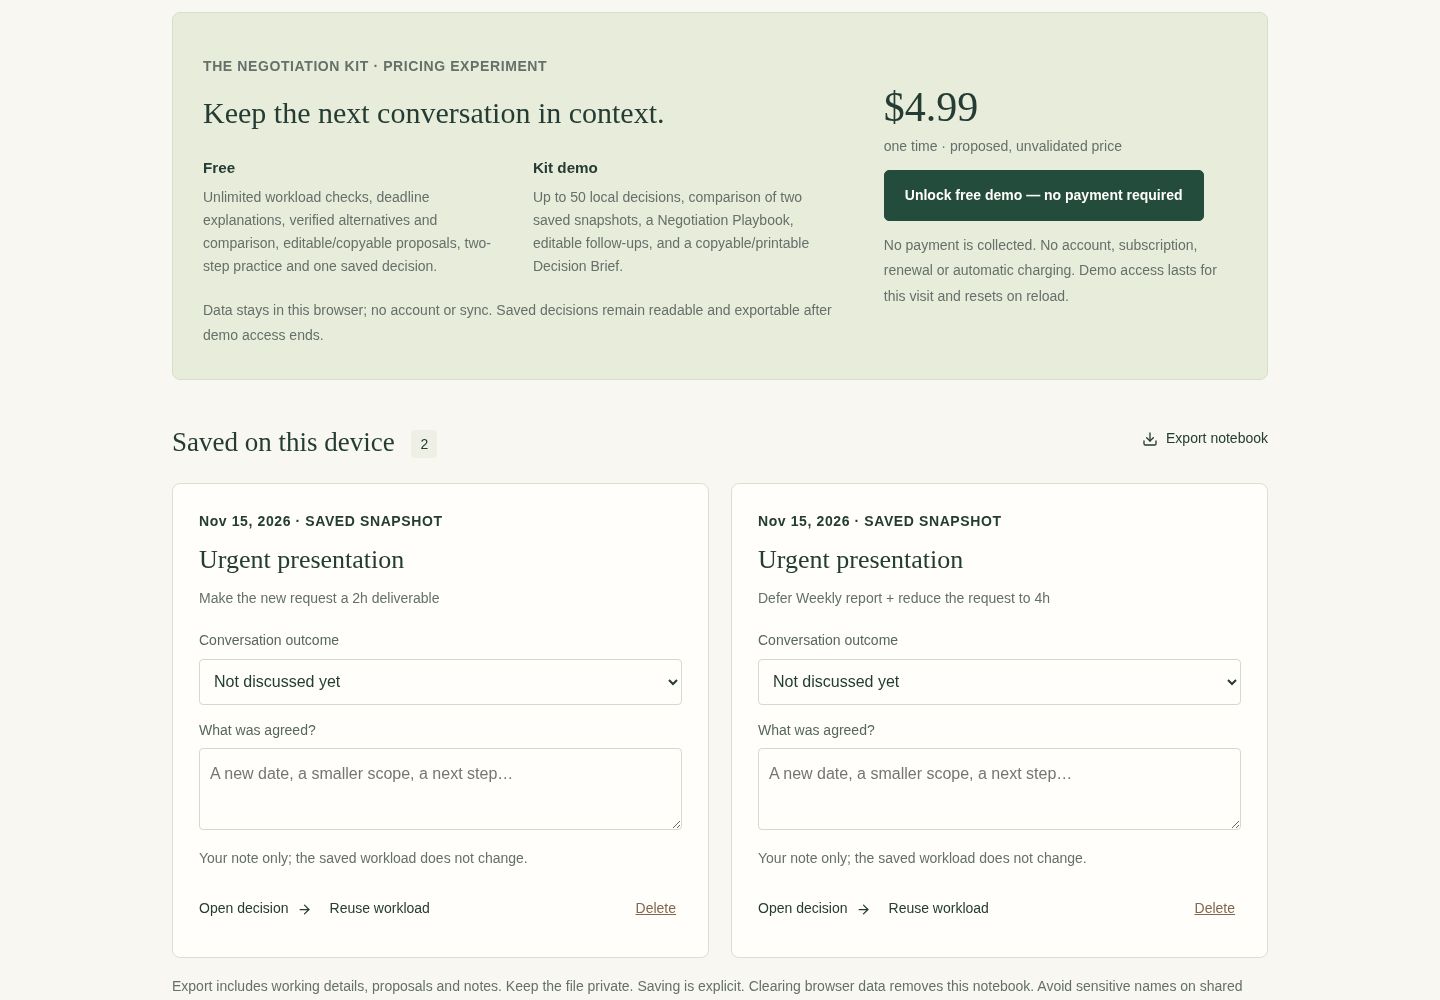 THE NEGOTIATION KIT · PRICING EXPERIMENT
Keep the next conversation in context.
Free
Unlimited workload checks, deadline
explanations, verified alternatives and
comparison, editable/copyable proposals, two-
step practice and one saved decision.
Kit demo
Up to 50 local decisions, comparison of two
saved snapshots, a Negotiation Playbook,
editable follow-ups, and a copyable/printable
Decision Brief.
Data stays in this browser; no account or sync. Saved decisions remain readable and exportable after
demo access ends.
$4.99
one time · proposed, unvalidated price
Unlock free demo — no payment required
No payment is collected. No account, subscription,
renewal or automatic charging. Demo access lasts for
this visit and resets on reload.
Saved on this device 2
Export notebook
Nov 15, 2026 · SAVED SNAPSHOT
Urgent presentation
Make the new request a 2h deliverable
Conversation outcome
Not discussed yet
What was agreed?
A new date, a smaller scope, a next step…
Your note only; the saved workload does not change.
Open decision → Reuse workload Delete
Nov 15, 2026 · SAVED SNAPSHOT
Urgent presentation
Defer Weekly report + reduce the request to 4h
Conversation outcome
Not discussed yet
What was agreed?
A new date, a smaller scope, a next step…
Your note only; the saved workload does not change.
Open decision → Reuse workload Delete
Export includes working details, proposals and notes. Keep the file private. Saving is explicit. Clearing browser data removes this notebook. Avoid sensitive names on shared